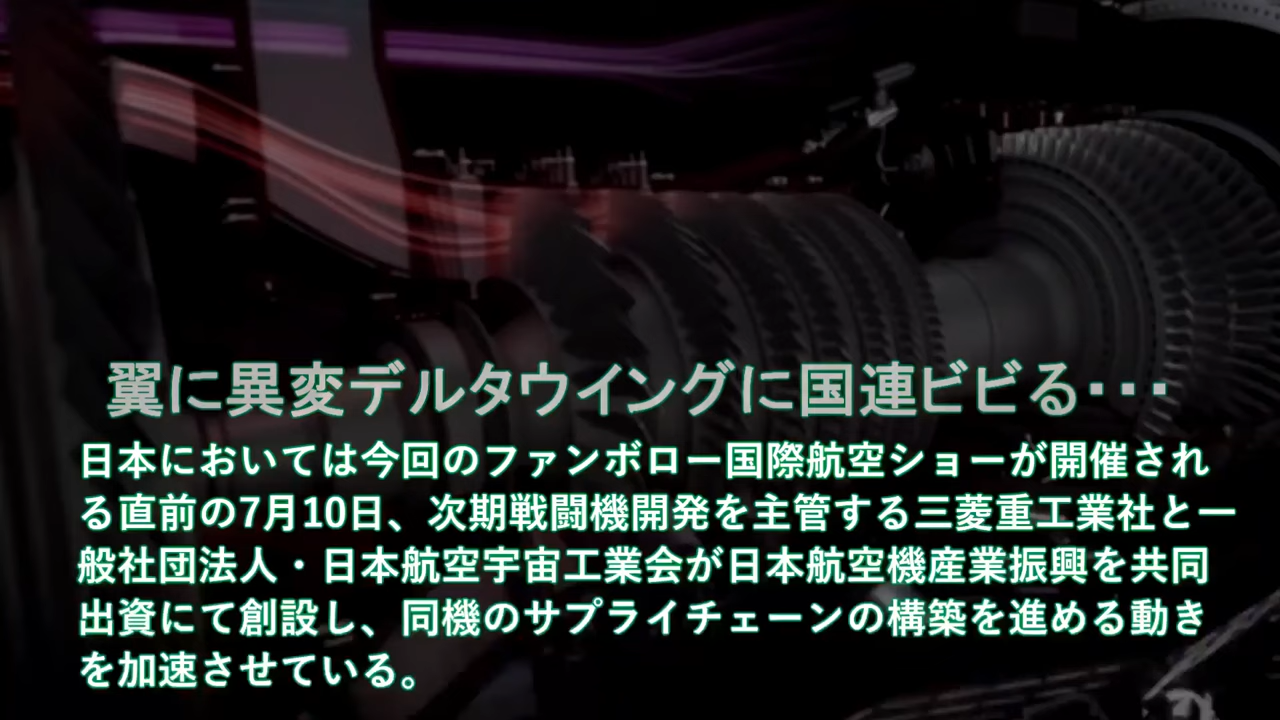 翼に異変デルタウイングに国連ビビる・・・
日本においては今回のファンボロー国際航空ショーが開催され
る直前の7月10日、次期戦闘機開発を主管する三菱重工業社と一
般社団法人・日本航空宇宙工業会が日本航空機産業振興を共同
出資にて創設し、同機のサプライチェーンの構築を進める動き
を加速させている。